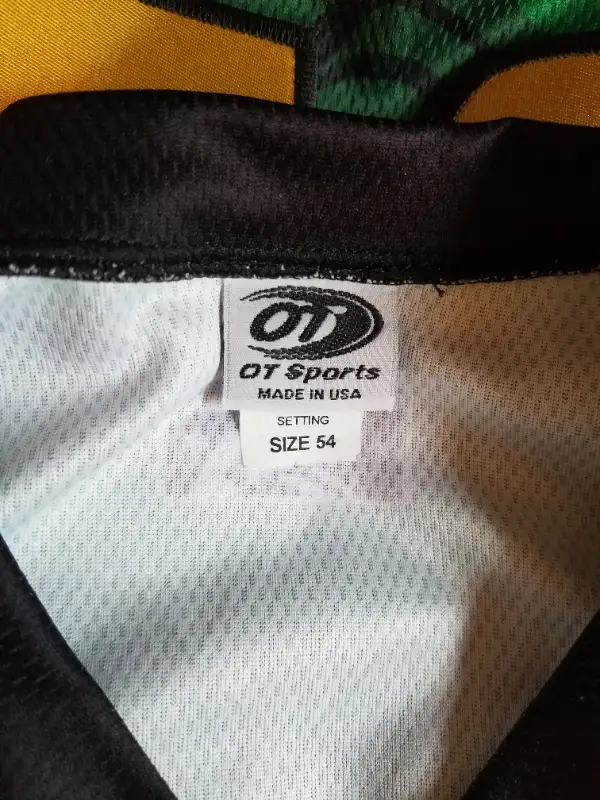 OT
OT Sports
MADE IN USA
SETTING
SIZE 54